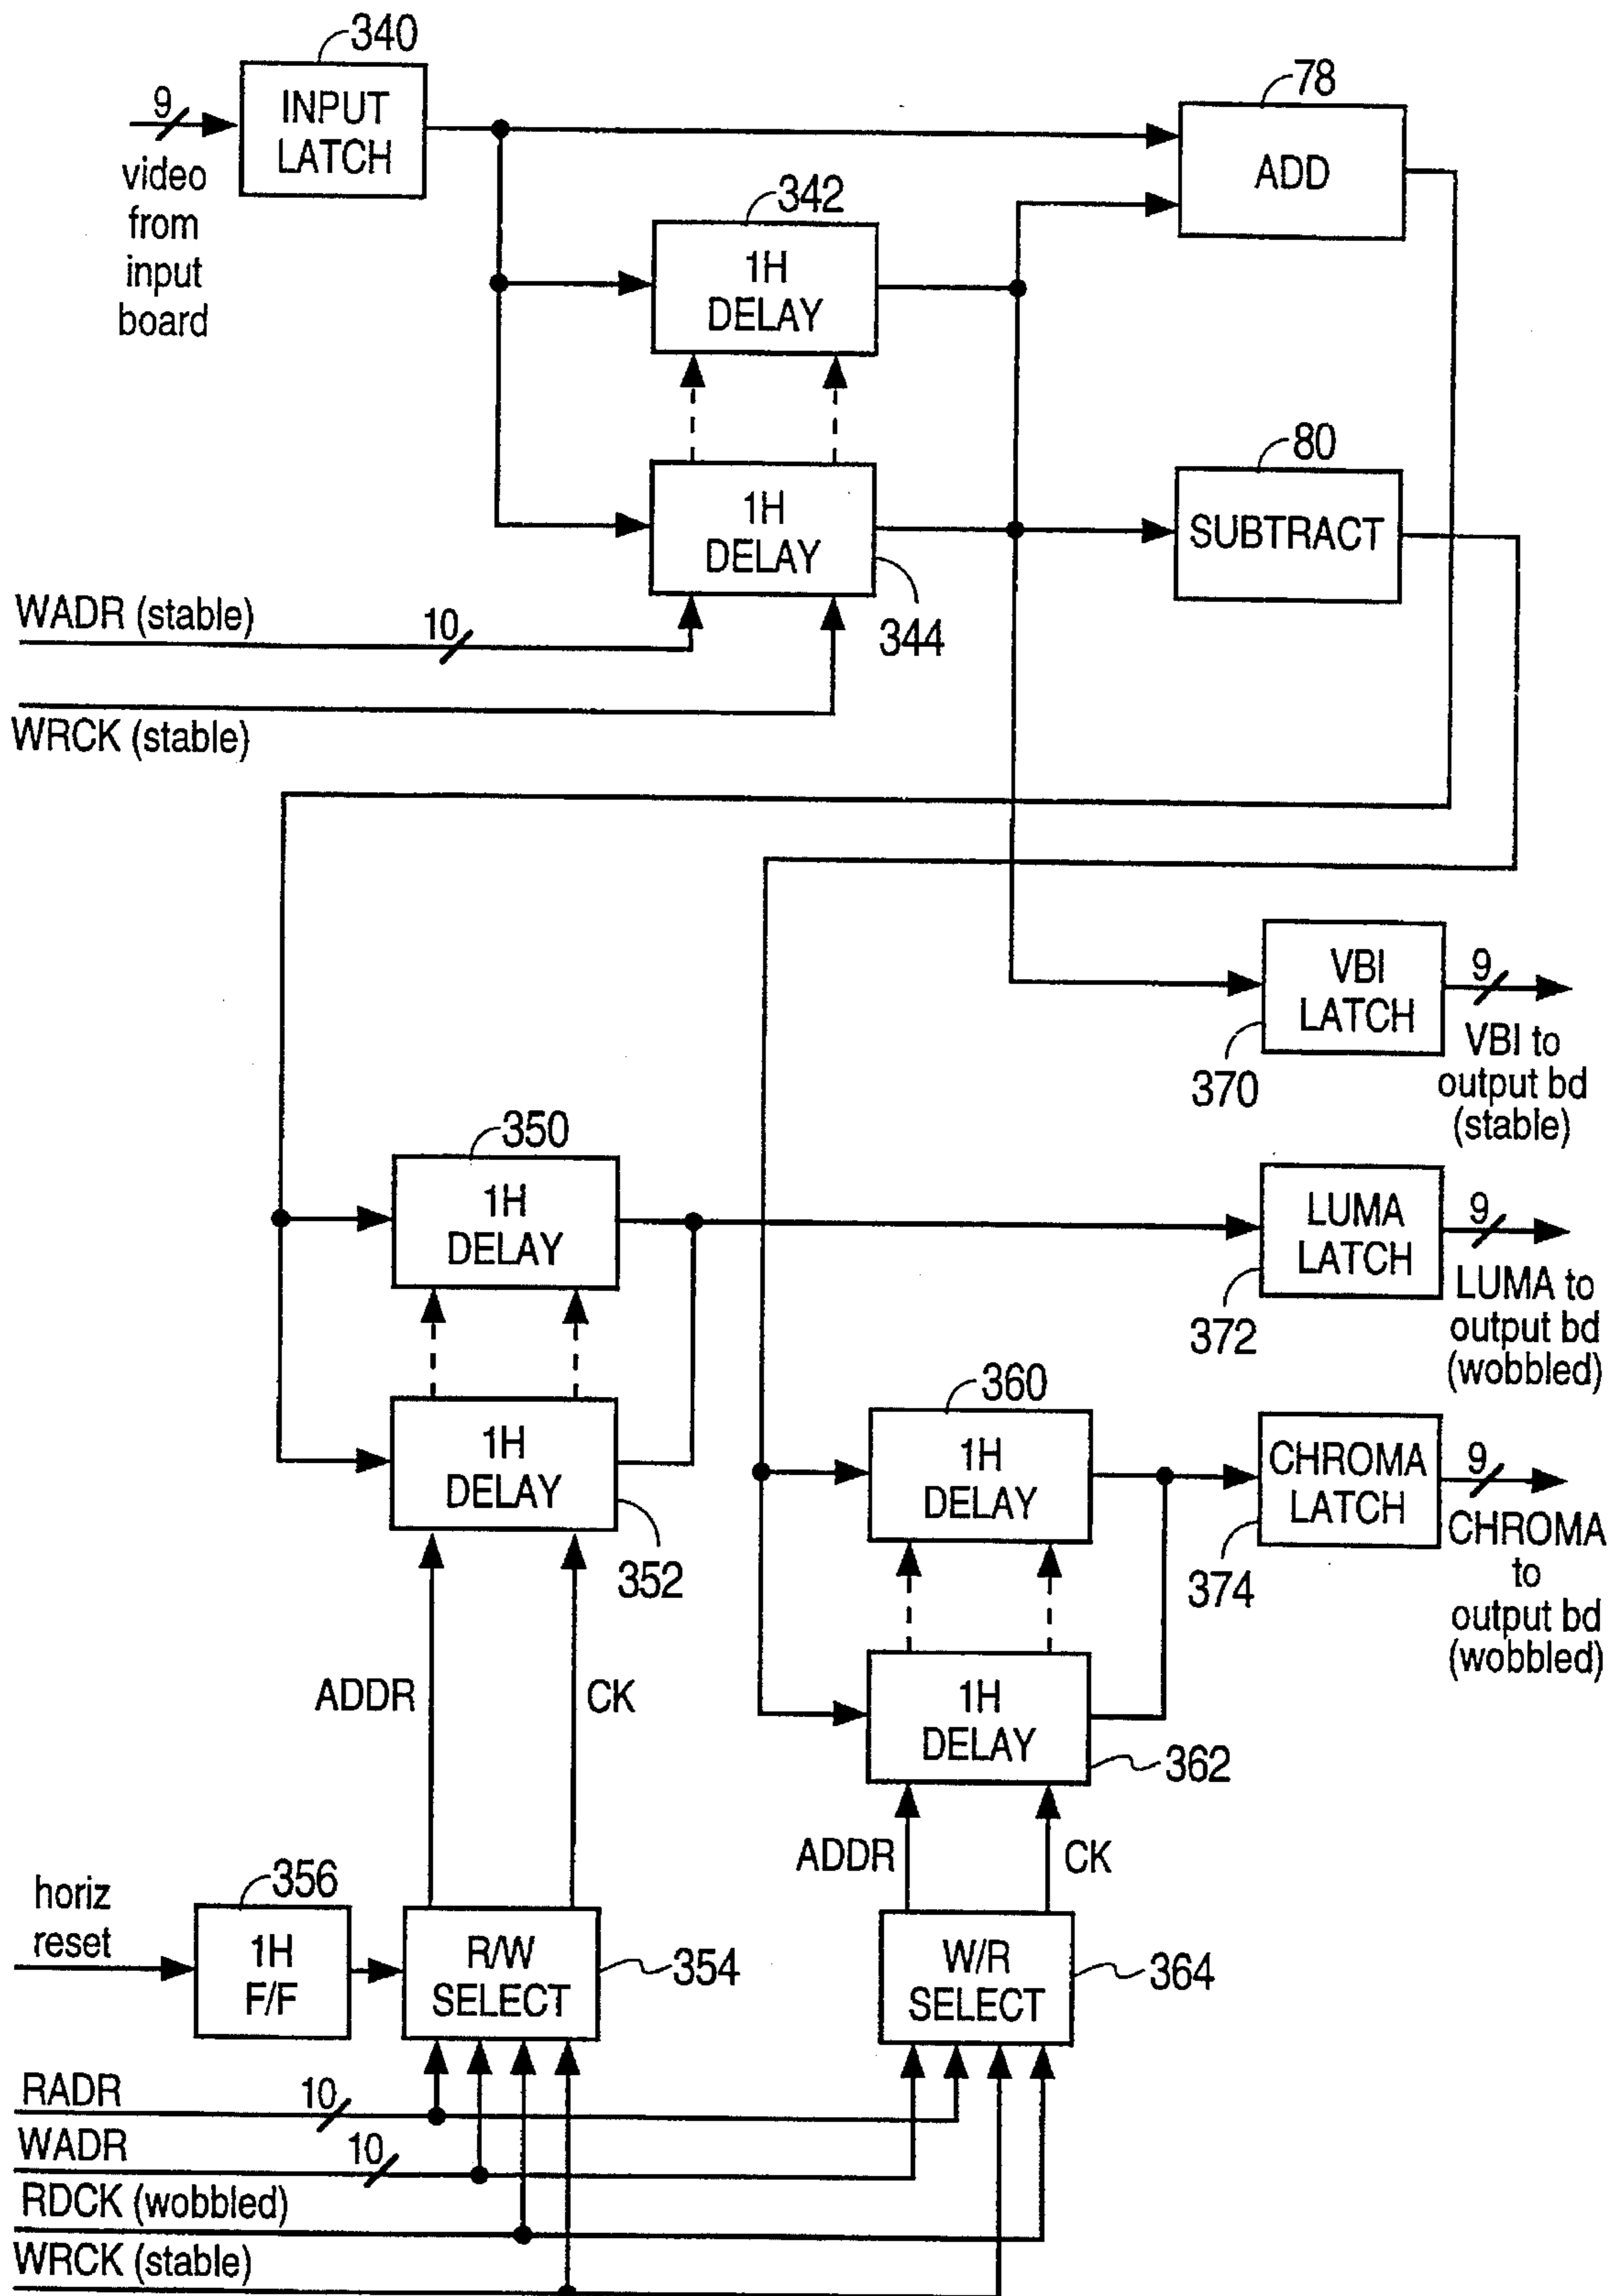 340
78
9
INPUT
LATCH
ADD
video
from
input
board
342
1H
DELAY
80
1H
DELAY
SUBTRACT
344
WADR (stable)
10
WRCK (stable)
VBI
LATCH
9
370
VBI to
output bd
(stable)
350
1H
DELAY
LUMA
LATCH
9
372
LUMA to
output bd
(wobbled)
1H
DELAY
352
360
1H
DELAY
CHROMA
LATCH
9
374
CHROMA
to
output bd
(wobbled)
ADDR
CK
1H
DELAY
362
ADDR
CK
horiz
reset
356
1H
F/F
R/W
SELECT
354
W/R
SELECT
364
RADR
10
WADR
10
RDCK (wobbled)
WRCK (stable)